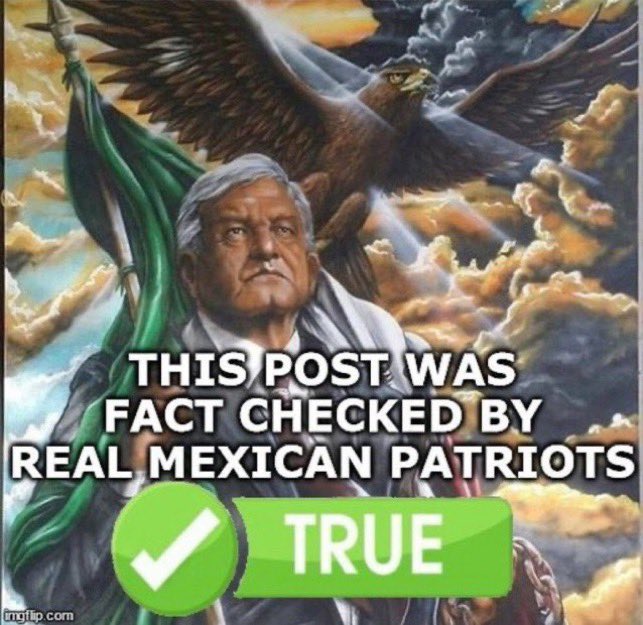 THIS POST WAS
FACT CHECKED BY
REAL MEXICAN PATRIOTS
TRUE
imgflip.com